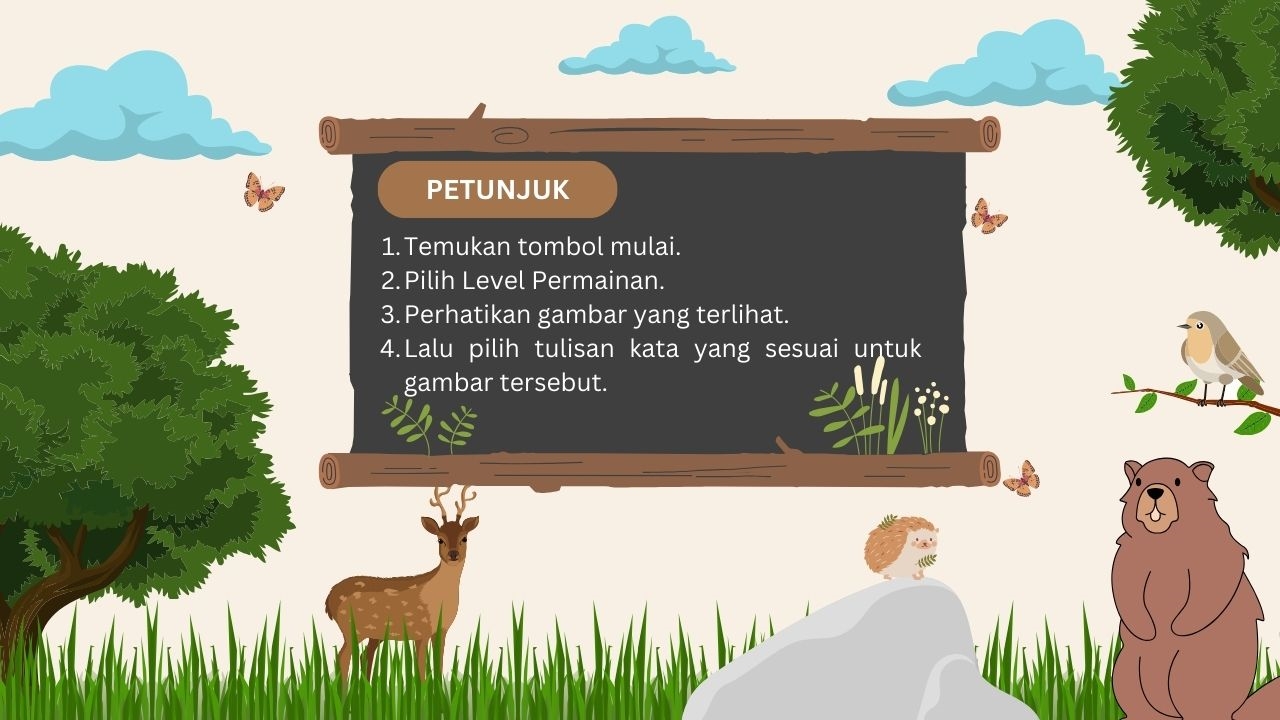 PETUNJUK
1. Temukan tombol mulai.
2. Pilih Level Permainan.
3. Perhatikan gambar yang terlihat.
4. Lalu pilih tulisan kata yang sesuai untuk
gambar tersebut.